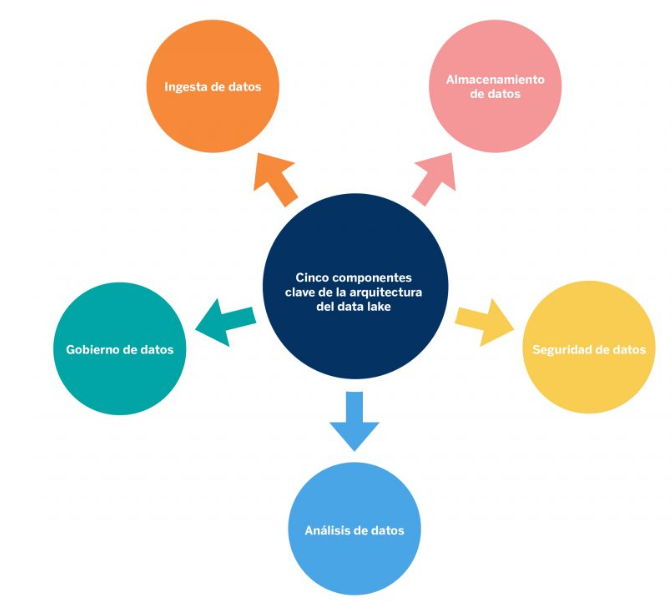 Ingesta de datos
Almacenamiento
de datos
Cinco componentes
clave de la arquitectura
del data lake
Gobierno de datos
Seguridad de datos
Análisis de datos